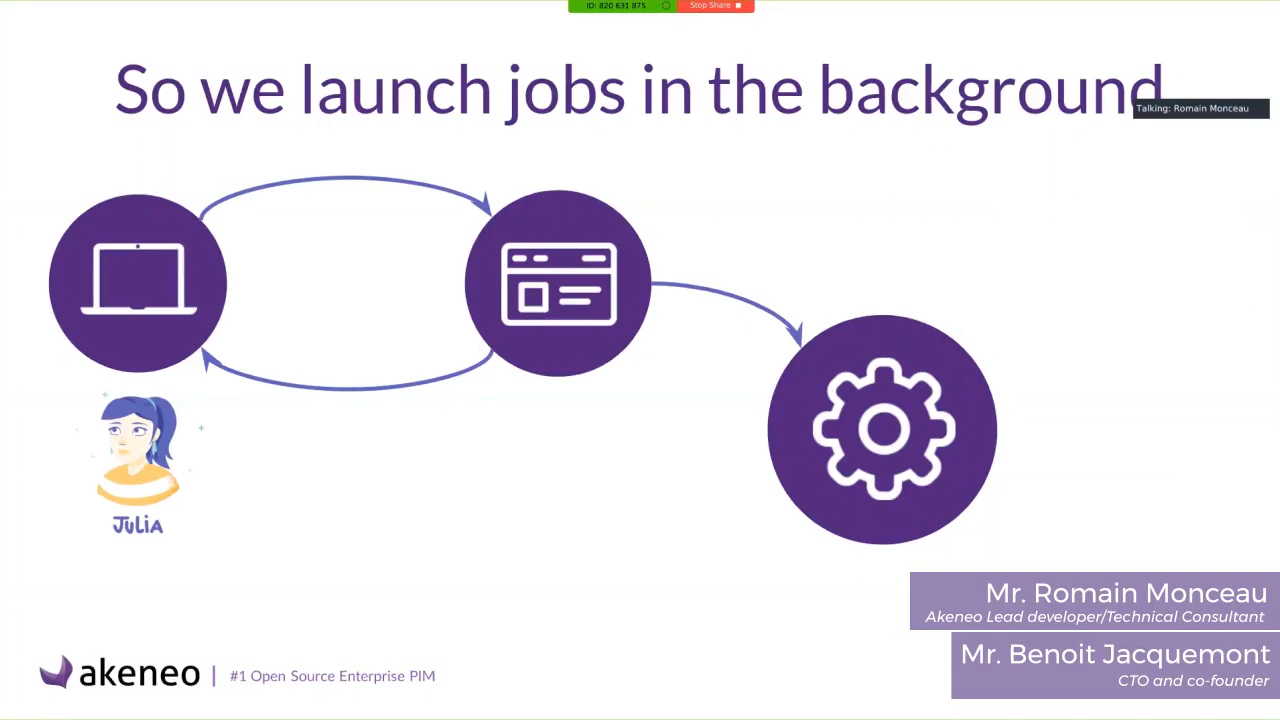 ID: 820 631 875
Stop Share
So we launch jobs in the background
Talking: Romain Monceau
JULIA
Mr. Romain Monceau
Akeneo Lead developer/Technical Consultant
Mr. Benoit Jacquemont
CTO and co-founder
akeneo | #1 Open Source Enterprise PIM